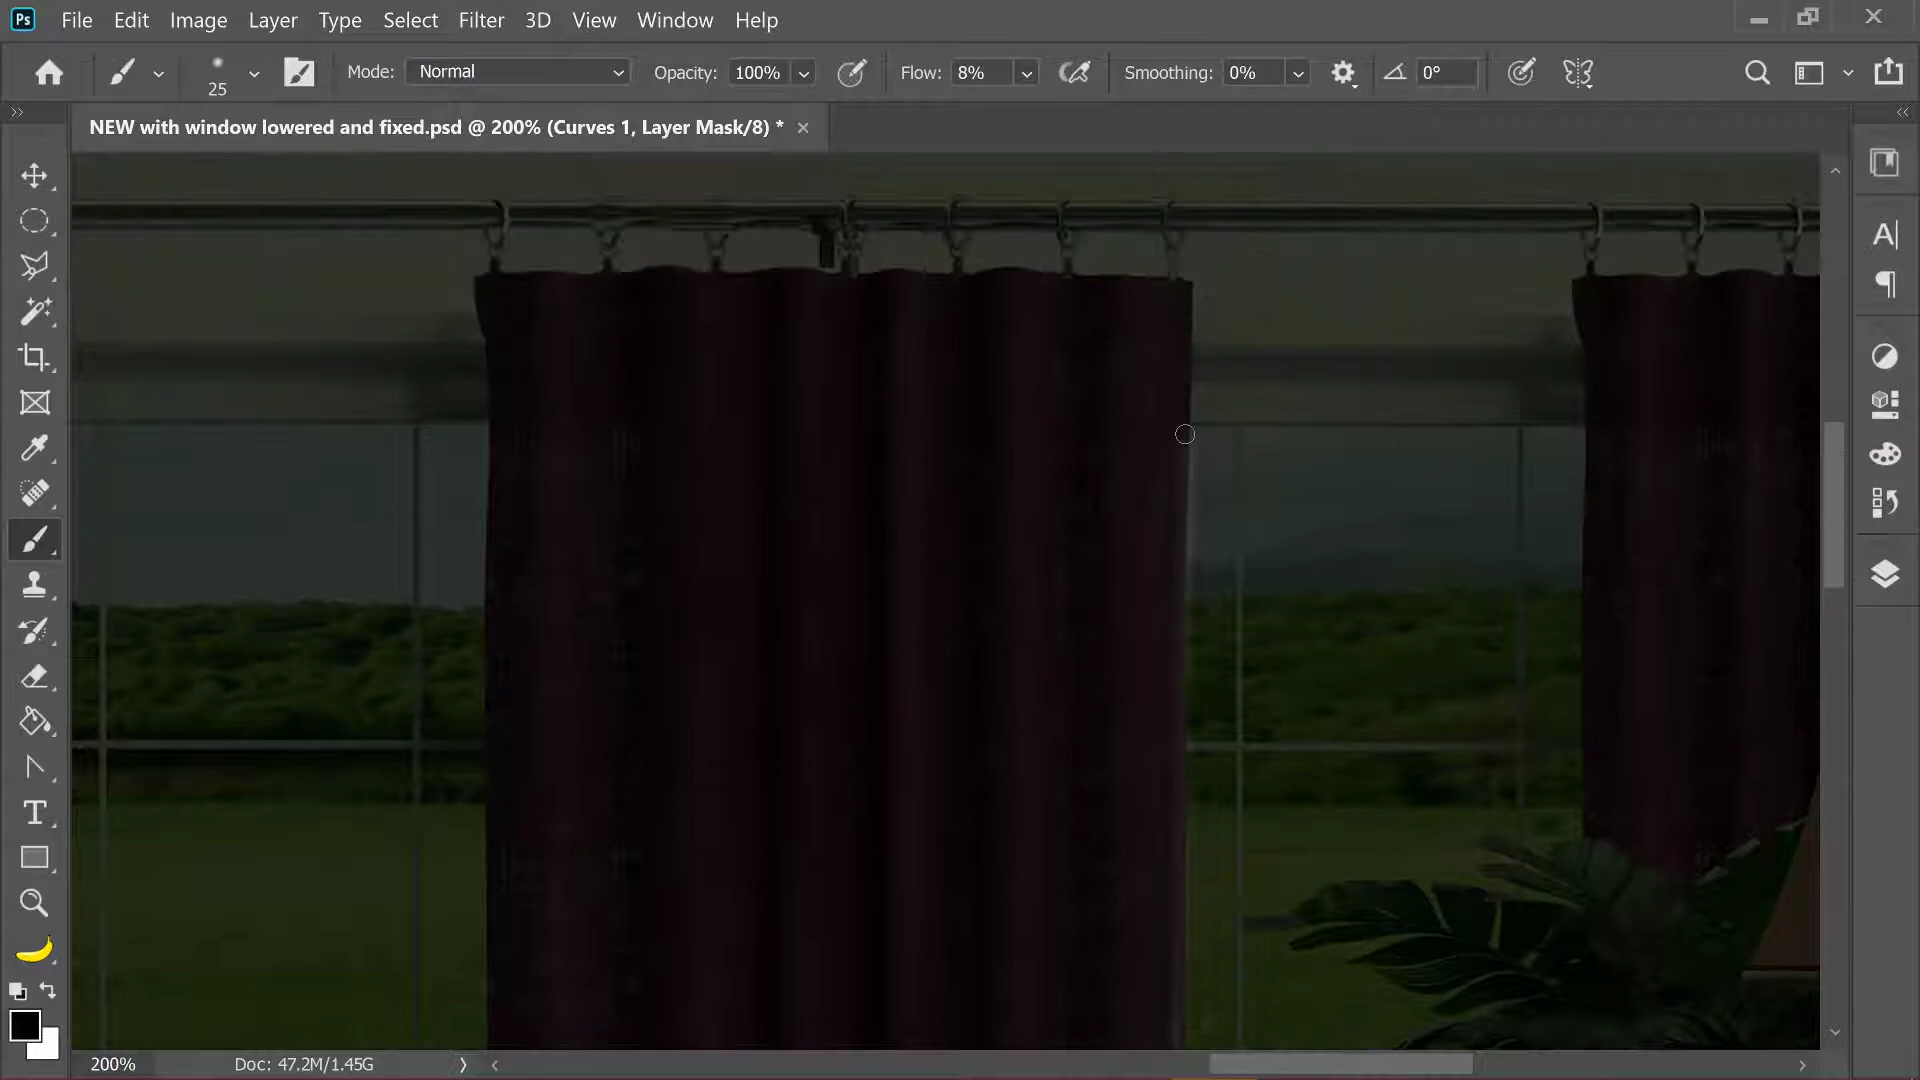 Ps File Edit Image Layer Type Select Filter 3D View Window Help
25 Mode: Normal Opacity: 100% Flow: 8% Smoothing: 0% 0°
NEW with window lowered and fixed.psd @ 200% (Curves 1, Layer Mask/8) *
200% Doc: 47.2M/1.45G